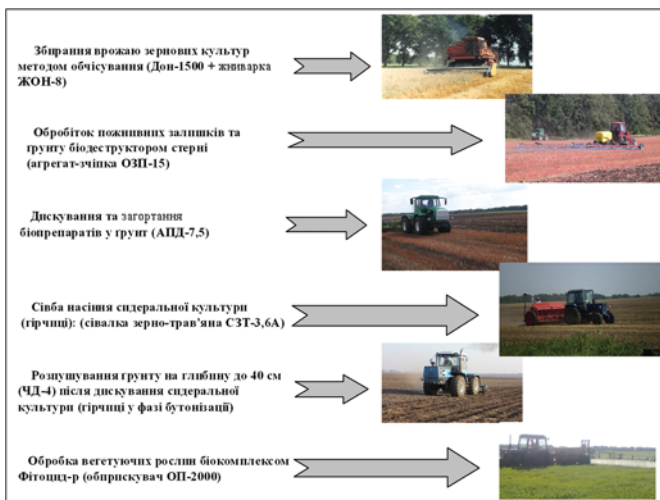 Збирання врожаю зернових культур
методом обчісування (Дон-1500 + жниварка
ЖОН-8)
Обробіток пожнивних залишків та
ґрунту біодеструктором стерні
(агрегат-зчіпка ОЗП-15)
Дискування та загортання
біопрепаратів у ґрунт (АПД-7,5)
Сівба насіння сидеральної культури
(гірчиці): (сівалка зерно-трав'яна СЗТ-3,6А)
Розпушування ґрунту на глибину до 40 см
(ЧД-4) після дискування сидеральної
культури (гірчиці у фазі бутонізації)
Обробка вегетуючих рослин біокомплексом
Фітоцид-р (обприскувач ОП-2000)